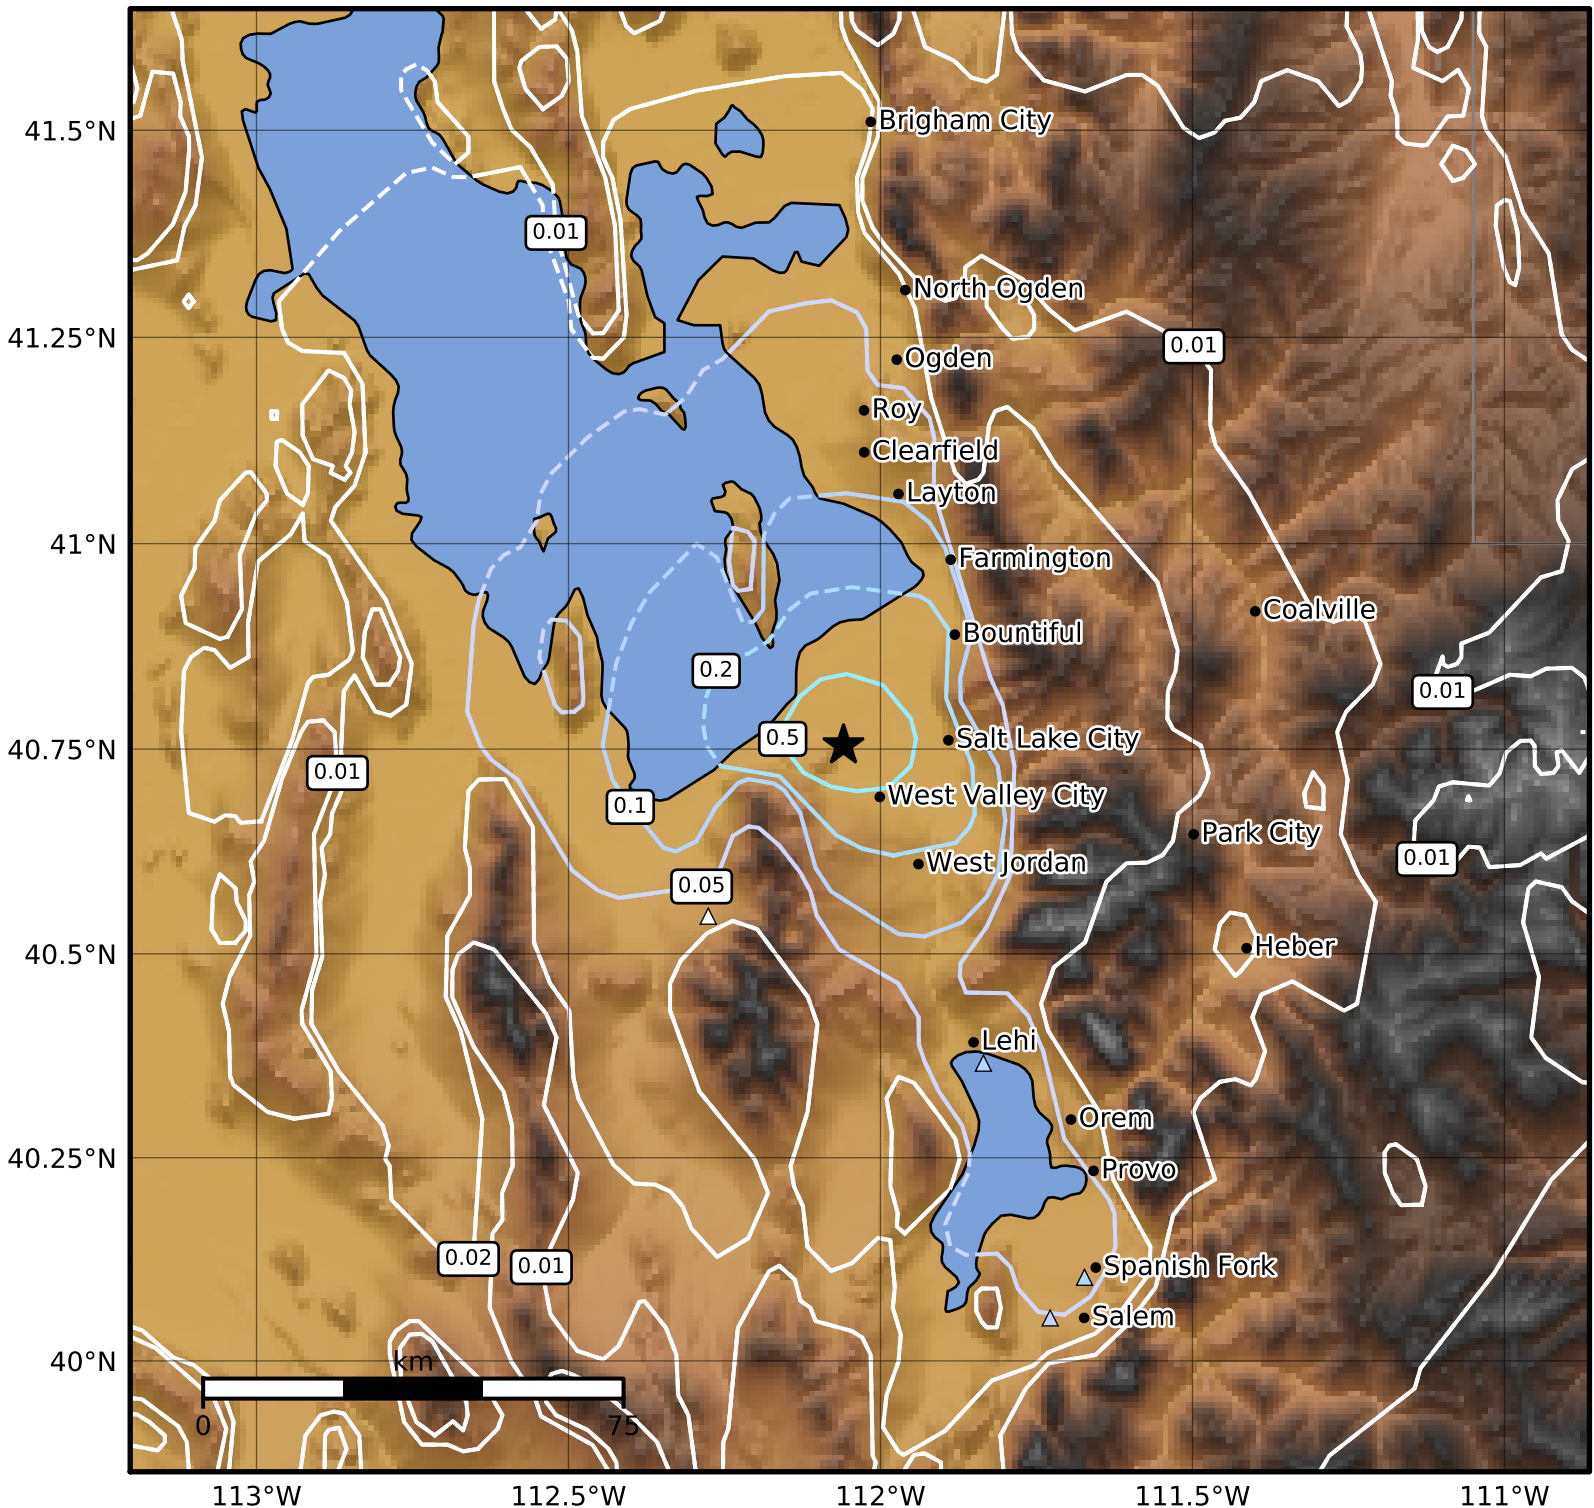 41.5°N
Brigham City
0.01
North Ogden
41.25°N
0.01
Ogden
Roy
Clearfield
Layton
41°N
Farmington
Coalville
Bountiful
0.2
0.01
40.75°N
0.5
Salt Lake City
0.01
0.1
West Valley City
Park City
0.01
West Jordan
0.05
40.5°N
Heber
Lehi
Orem
40.25°N
Provo
0.02
0.01
Spanish Fork
Salem
40°N
km
0
75
113°W
112.5°W
112°W
111.5°W
111°W